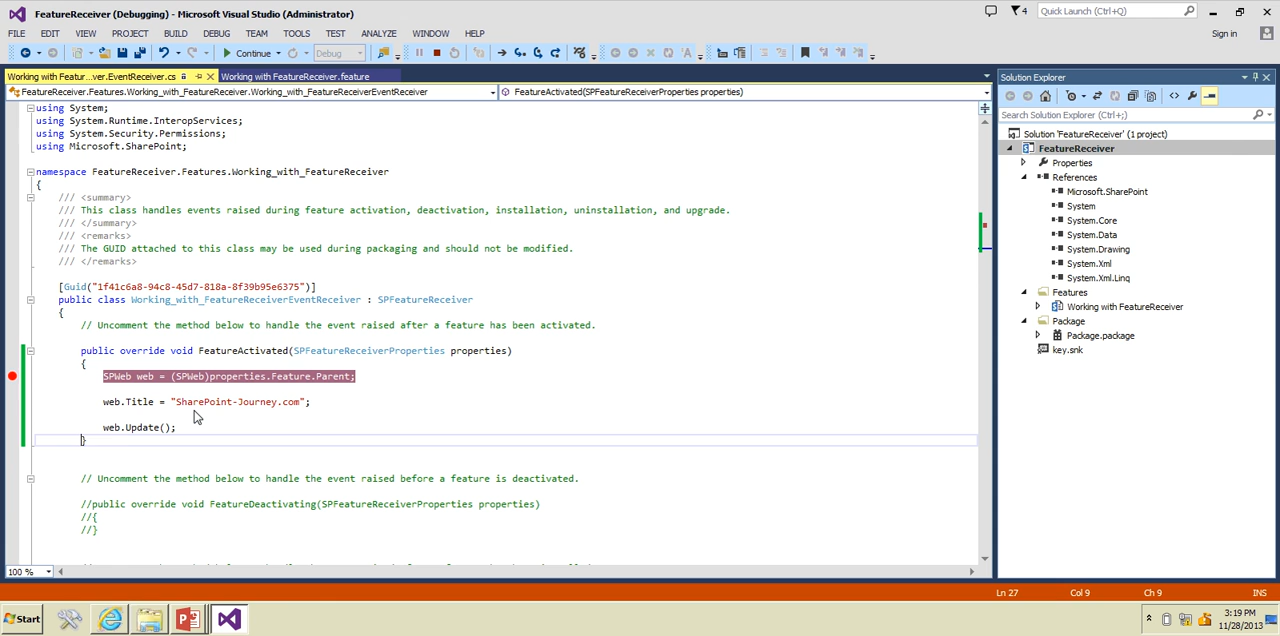 FeatureReceiver (Debugging) - Microsoft Visual Studio (Administrator)
4
Quick Launch (Ctrl+Q)
FILE EDIT VIEW PROJECT BUILD DEBUG TEAM TOOLS TEST ANALYZE WINDOW HELP
Sign in
Continue
Debug
Working with Featur...ver.EventReceiver.cs
Working with FeatureReceiver.feature
FeatureReceiver.Features.Working_with_FeatureReceiver.Working_with_FeatureReceiverEventReceiver
FeatureActivated(SPFeatureReceiverProperties properties)
using System;
using System.Runtime.InteropServices;
using System.Security.Permissions;
using Microsoft.SharePoint;
namespace FeatureReceiver.Features.Working_with_FeatureReceiver
{
/// <summary>
/// This class handles events raised during feature activation, deactivation, installation, uninstallation, and upgrade.
/// </summary>
/// <remarks>
/// The GUID attached to this class may be used during packaging and should not be modified.
/// </remarks>
[Guid("1f41c6a8-94c8-45d7-818a-8f39b95e6375")]
public class Working_with_FeatureReceiverEventReceiver : SPFeatureReceiver
{
// Uncomment the method below to handle the event raised after a feature has been activated.
public override void FeatureActivated(SPFeatureReceiverProperties properties)
{
SPWeb web = (SPWeb)properties.Feature.Parent;
web.Title = "SharePoint-Journey.com";
web.Update();
}
// Uncomment the method below to handle the event raised before a feature is deactivated.
//public override void FeatureDeactivating(SPFeatureReceiverProperties properties)
//{
//}
100 %
Solution Explorer
Search Solution Explorer (Ctrl+;)
Solution 'FeatureReceiver' (1 project)
FeatureReceiver
Properties
References
Microsoft.SharePoint
System
System.Core
System.Data
System.Drawing
System.Xml
System.Xml.Linq
Features
Working with FeatureReceiver
Package
Package.package
key.snk
Ln 27
Col 9
Ch 9
INS
Start
3:19 PM
11/28/2013